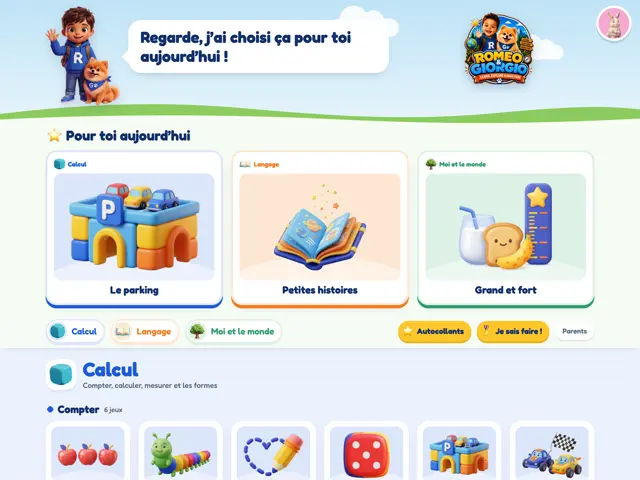 Regarde, j'ai choisi ça pour toi
aujourd'hui !
R
R G
ROMEO
&
GIORGIO
Pour toi aujourd'hui
Calcul
Langage
Moi et le monde
P
Le parking
Petites histoires
Grand et fort
Calcul
Langage
Moi et le monde
Autocollants
Je sais faire !
Parents
Calcul
Compter, calculer, mesurer et les formes
Compter
6 jeux
P